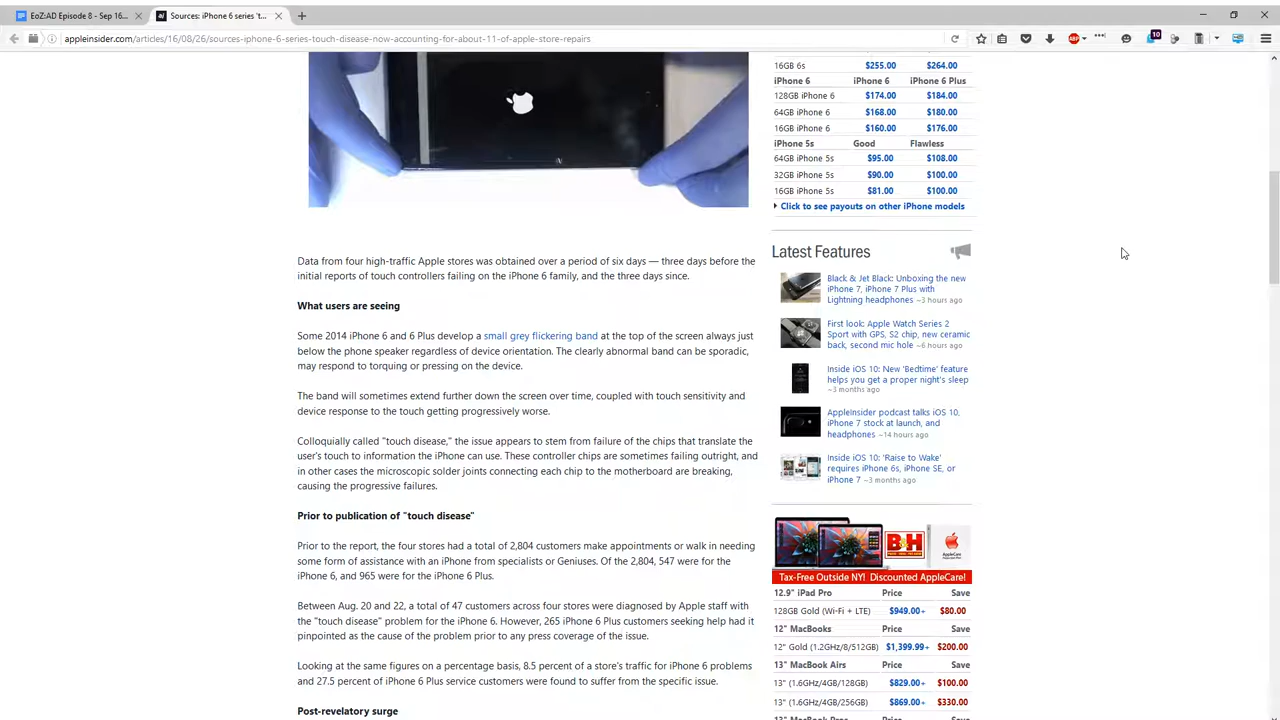 EoZ:AD Episode 8 - Sep 16...
Sources: iPhone 6 series 't...
appleinsider.com/articles/16/08/26/sources-iphone-6-series-touch-disease-now-accounting-for-about-11-of-apple-store-repairs
10
ABP
16GB 6s $255.00 $264.00
iPhone 6 iPhone 6 iPhone 6 Plus
128GB iPhone 6 $174.00 $184.00
64GB iPhone 6 $168.00 $180.00
16GB iPhone 6 $160.00 $176.00
iPhone 5s Good Flawless
64GB iPhone 5s $95.00 $108.00
32GB iPhone 5s $90.00 $100.00
16GB iPhone 5s $81.00 $100.00
Click to see payouts on other iPhone models
Data from four high-traffic Apple stores was obtained over a period of six days — three days before the
initial reports of touch controllers failing on the iPhone 6 family, and the three days since.
What users are seeing
Some 2014 iPhone 6 and 6 Plus develop a small grey flickering band at the top of the screen always just
below the phone speaker regardless of device orientation. The clearly abnormal band can be sporadic,
may respond to torquing or pressing on the device.
The band will sometimes extend further down the screen over time, coupled with touch sensitivity and
device response to the touch getting progressively worse.
Colloquially called "touch disease," the issue appears to stem from failure of the chips that translate the
user's touch to information the iPhone can use. These controller chips are sometimes failing outright, and
in other cases the microscopic solder joints connecting each chip to the motherboard are breaking,
causing the progressive failures.
Prior to publication of "touch disease"
Prior to the report, the four stores had a total of 2,804 customers make appointments or walk in needing
some form of assistance with an iPhone from specialists or Geniuses. Of the 2,804, 547 were for the
iPhone 6, and 965 were for the iPhone 6 Plus.
Between Aug. 20 and 22, a total of 47 customers across four stores were diagnosed by Apple staff with
the "touch disease" problem for the iPhone 6. However, 265 iPhone 6 Plus customers seeking help had it
pinpointed as the cause of the problem prior to any press coverage of the issue.
Looking at the same figures on a percentage basis, 8.5 percent of a store's traffic for iPhone 6 problems
and 27.5 percent of iPhone 6 Plus service customers were found to suffer from the specific issue.
Post-revelatory surge
Latest Features
Black & Jet Black: Unboxing the new
iPhone 7, iPhone 7 Plus with
Lightning headphones ~3 hours ago
First look: Apple Watch Series 2
Sport with GPS, S2 chip, new ceramic
back, second mic hole ~6 hours ago
Inside iOS 10: New 'Bedtime' feature
helps you get a proper night's sleep
~3 months ago
AppleInsider podcast talks iOS 10,
iPhone 7 stock at launch, and
headphones ~14 hours ago
Inside iOS 10: 'Raise to Wake'
requires iPhone 6s, iPhone SE, or
iPhone 7 ~3 months ago
B&H
AppleCare
Tax-Free Outside NY! Discounted AppleCare!
12.9" iPad Pro Price Save
128GB Gold (Wi-Fi + LTE) $949.00+ $80.00
12" MacBooks Price Save
12" Gold (1.2GHz/8/512GB) $1,399.99+ $200.00
13" MacBook Airs Price Save
13" (1.6GHz/4GB/128GB) $829.00+ $100.00
13" (1.6GHz/4GB/256GB) $869.00+ $330.00
13" MacBook Pros Price Save